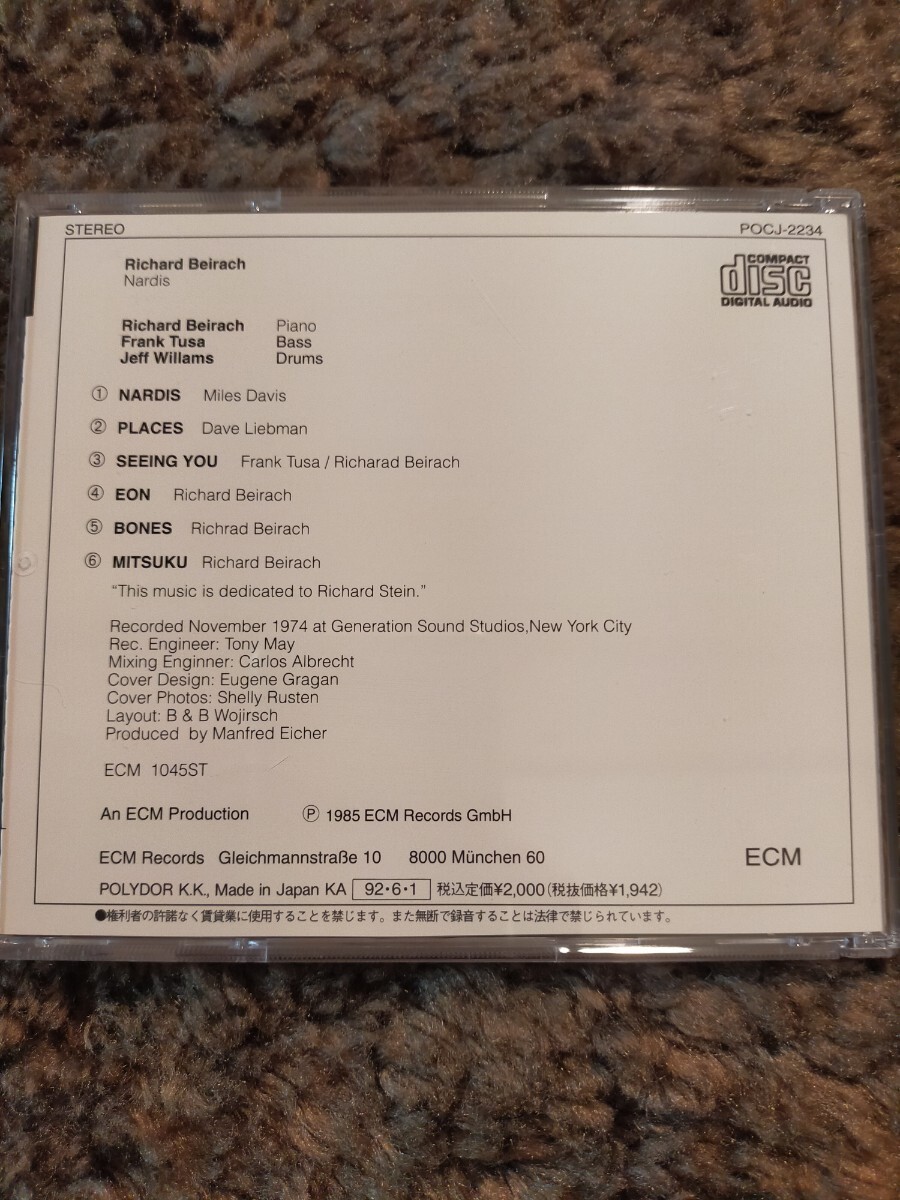 STEREO POCJ-2234
Richard Beirach
Nardis
COMPACT
disc
DIGITAL AUDIO
Richard Beirach Piano
Frank Tusa Bass
Jeff Willams Drums
① NARDIS Miles Davis
② PLACES Dave Liebman
③ SEEING YOU Frank Tusa / Richarad Beirach
④ EON Richard Beirach
⑤ BONES Richrad Beirach
⑥ MITSUKU Richard Beirach
“This music is dedicated to Richard Stein.”
Recorded November 1974 at Generation Sound Studios,New York City
Rec. Engineer: Tony May
Mixing Enginner: Carlos Albrecht
Cover Design: Eugene Gragan
Cover Photos: Shelly Rusten
Layout: B & B Wojirsch
Produced by Manfred Eicher
ECM 1045ST
An ECM Production Ⓟ 1985 ECM Records GmbH
ECM Records Gleichmannstraße 10 8000 München 60 ECM
POLYDOR K.K., Made in Japan KA 92・6・1 税込定価¥2,000(税抜価格¥1,942)
●権利者の許諾なく賃貸業に使用することを禁じます。また無断で録音することは法律で禁じられています。